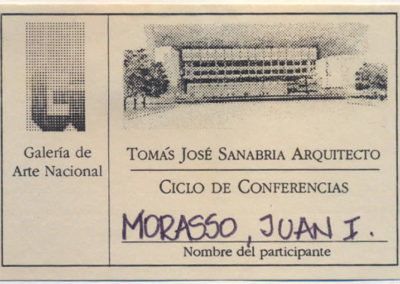 G
Galería de
Arte Nacional
TOMÁS JOSÉ SANABRIA ARQUITECTO
CICLO DE CONFERENCIAS
MORASSO, JUAN I.
Nombre del participante